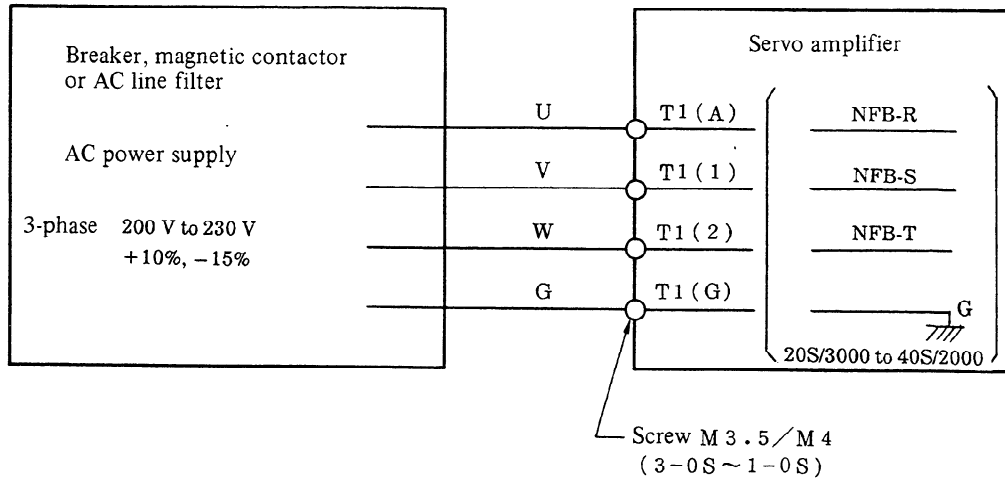 Breaker, magnetic contactor
or AC line filter
AC power supply
3-phase 200 V to 230 V
+10%, −15%
U
V
W
G
Servo amplifier
T1(A)
T1(1)
T1(2)
T1(G)
NFB-R
NFB-S
NFB-T
G
20S/3000 to 40S/2000
Screw M3.5/M4
(3-0S~1-0S)